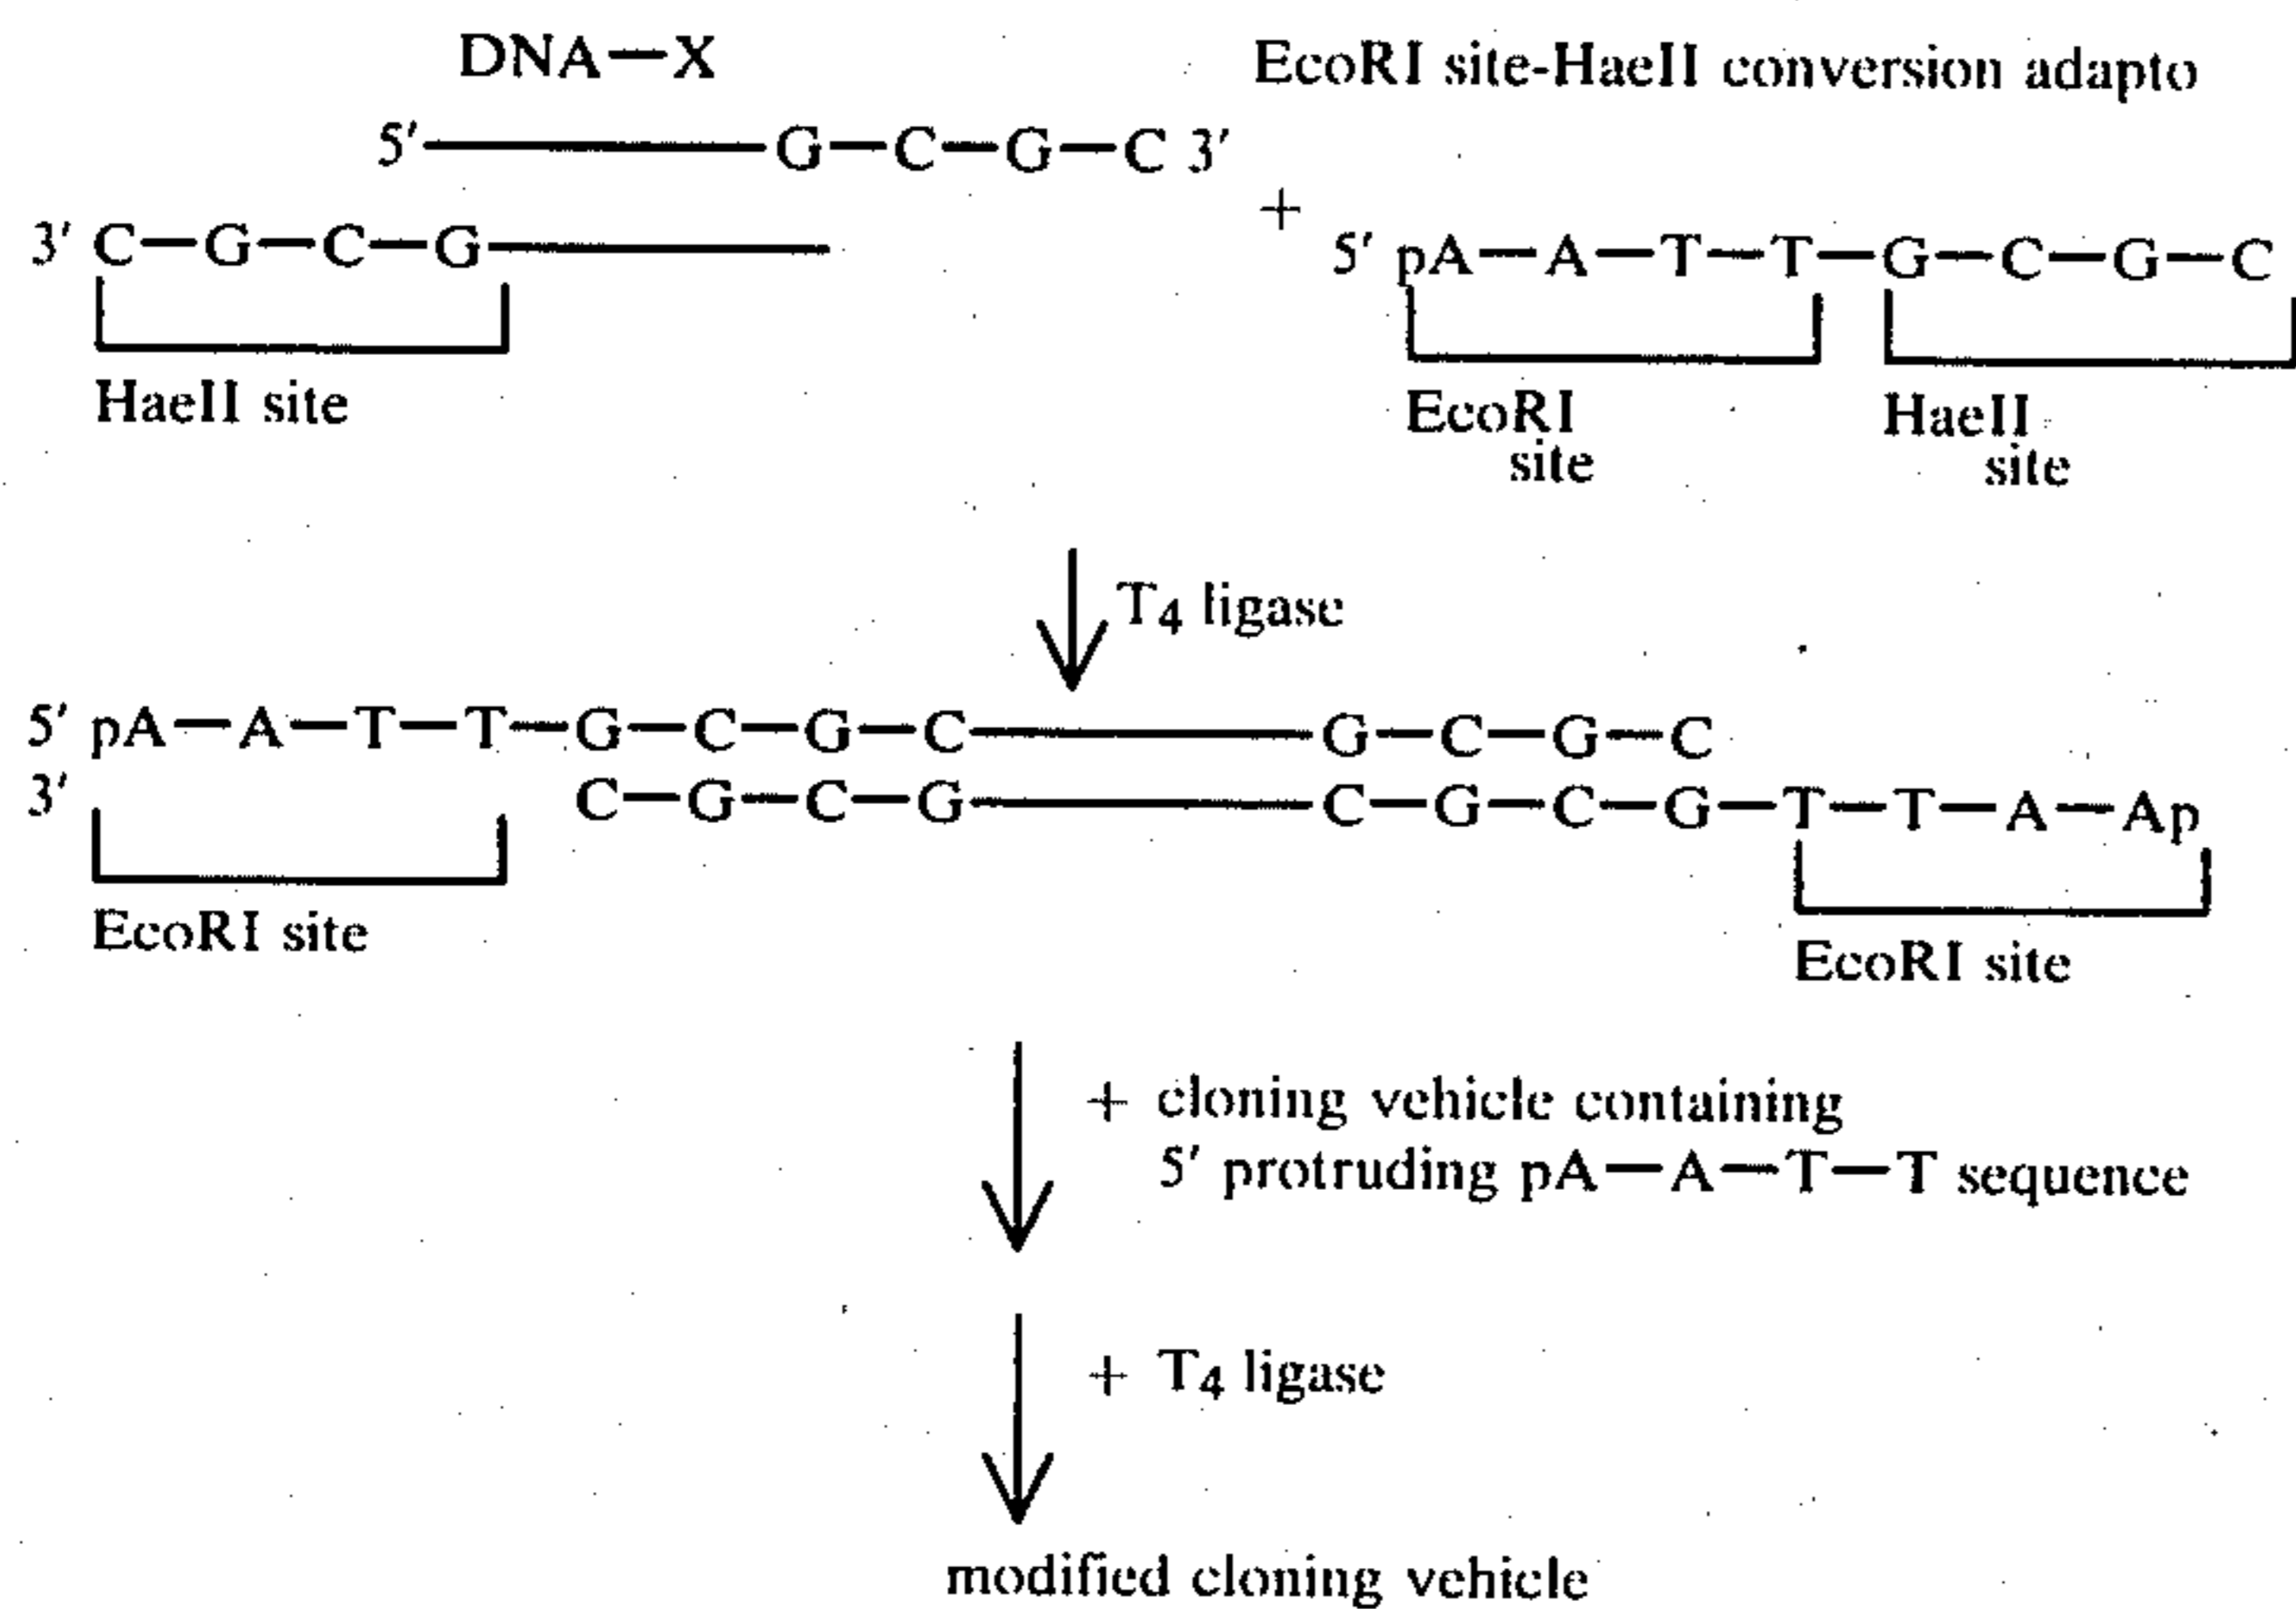 DNA—X
EcoRI site-HaeII conversion adapto
5' ————G—C—G—C 3'
3' C—G—C—G————
+
5' pA—A—T—T—G—C—G—C
HaeII site
EcoRI site
HaeII site
T4 ligase
5' pA—A—T—T—G—C—G—C————G—C—G—C
3' C—G—C—G————C—G—C—G—T—T—A—Ap
EcoRI site
EcoRI site
+ cloning vehicle containing
5' protruding pA—A—T—T sequence
+ T4 ligase
modified cloning vehicle